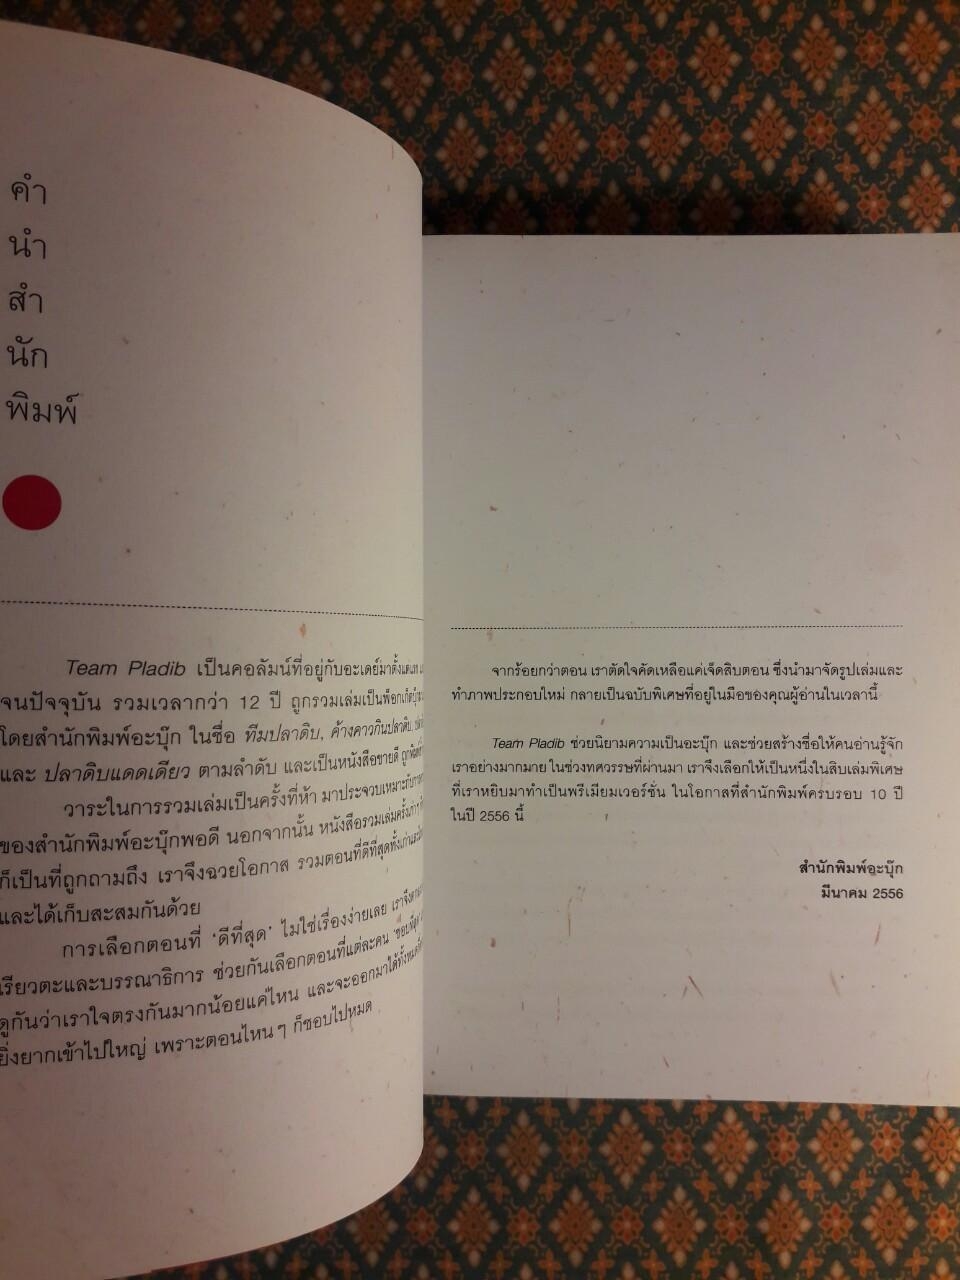 คำ
นำ
สำ
นัก
พิมพ์
Team Pladib เป็นคอลัมน์ที่อยู่กับอะเดย์มาตั้งแต่
จนปัจจุบัน รวมเวลากว่า 12 ปี ถูกรวมเล่มเป็นพ็อกเก็ตบุ๊ก
โดยสำนักพิมพ์อะบุ๊ก ในชื่อ ทีมปลาดิบ, ค้างคาวกินปลาดิบ,
และ ปลาดิบแดดเดียว ตามลำดับ และเป็นหนังสือขายดี
วาระในการรวมเล่มเป็นครั้งที่ห้า มาประจวบเหมาะกับ
ของสำนักพิมพ์อะบุ๊กพอดี นอกจากนั้น หนังสือรวมเล่มครั้งเก่าๆ
ก็เป็นที่ถูกถามถึง เราจึงฉวยโอกาส รวมตอนที่ดีที่สุดทั้งเก่าและ
และได้เก็บสะสมกันด้วย
การเลือกตอนที่ 'ดีที่สุด' ไม่ใช่เรื่องง่ายเลย เราจึง
เรียวตะและบรรณาธิการ ช่วยกันเลือกตอนที่แต่ละคน 'ชอบที่สุด'
ดูกันว่าเราใจตรงกันมากน้อยแค่ไหน และจะออกมาได้ทั้งหมด
ยิ่งยากเข้าไปใหญ่ เพราะตอนไหนๆ ก็ชอบไปหมด
จากร้อยกว่าตอน เราตัดใจคัดเหลือแค่เจ็ดสิบตอน ซึ่งนำมาจัดรูปเล่มและ
ทำภาพประกอบใหม่ กลายเป็นฉบับพิเศษที่อยู่ในมือของคุณผู้อ่านในเวลานี้
Team Pladib ช่วยนิยามความเป็นอะบุ๊ก และช่วยสร้างชื่อให้คนอ่านรู้จัก
เราอย่างมากมาย ในช่วงทศวรรษที่ผ่านมา เราจึงเลือกให้เป็นหนึ่งในสิบเล่มพิเศษ
ที่เราหยิบมาทำเป็นพรีเมียมเวอร์ชั่น ในโอกาสที่สำนักพิมพ์ครบรอบ 10 ปี
ในปี 2556 นี้
สำนักพิมพ์อะบุ๊ก
มีนาคม 2556